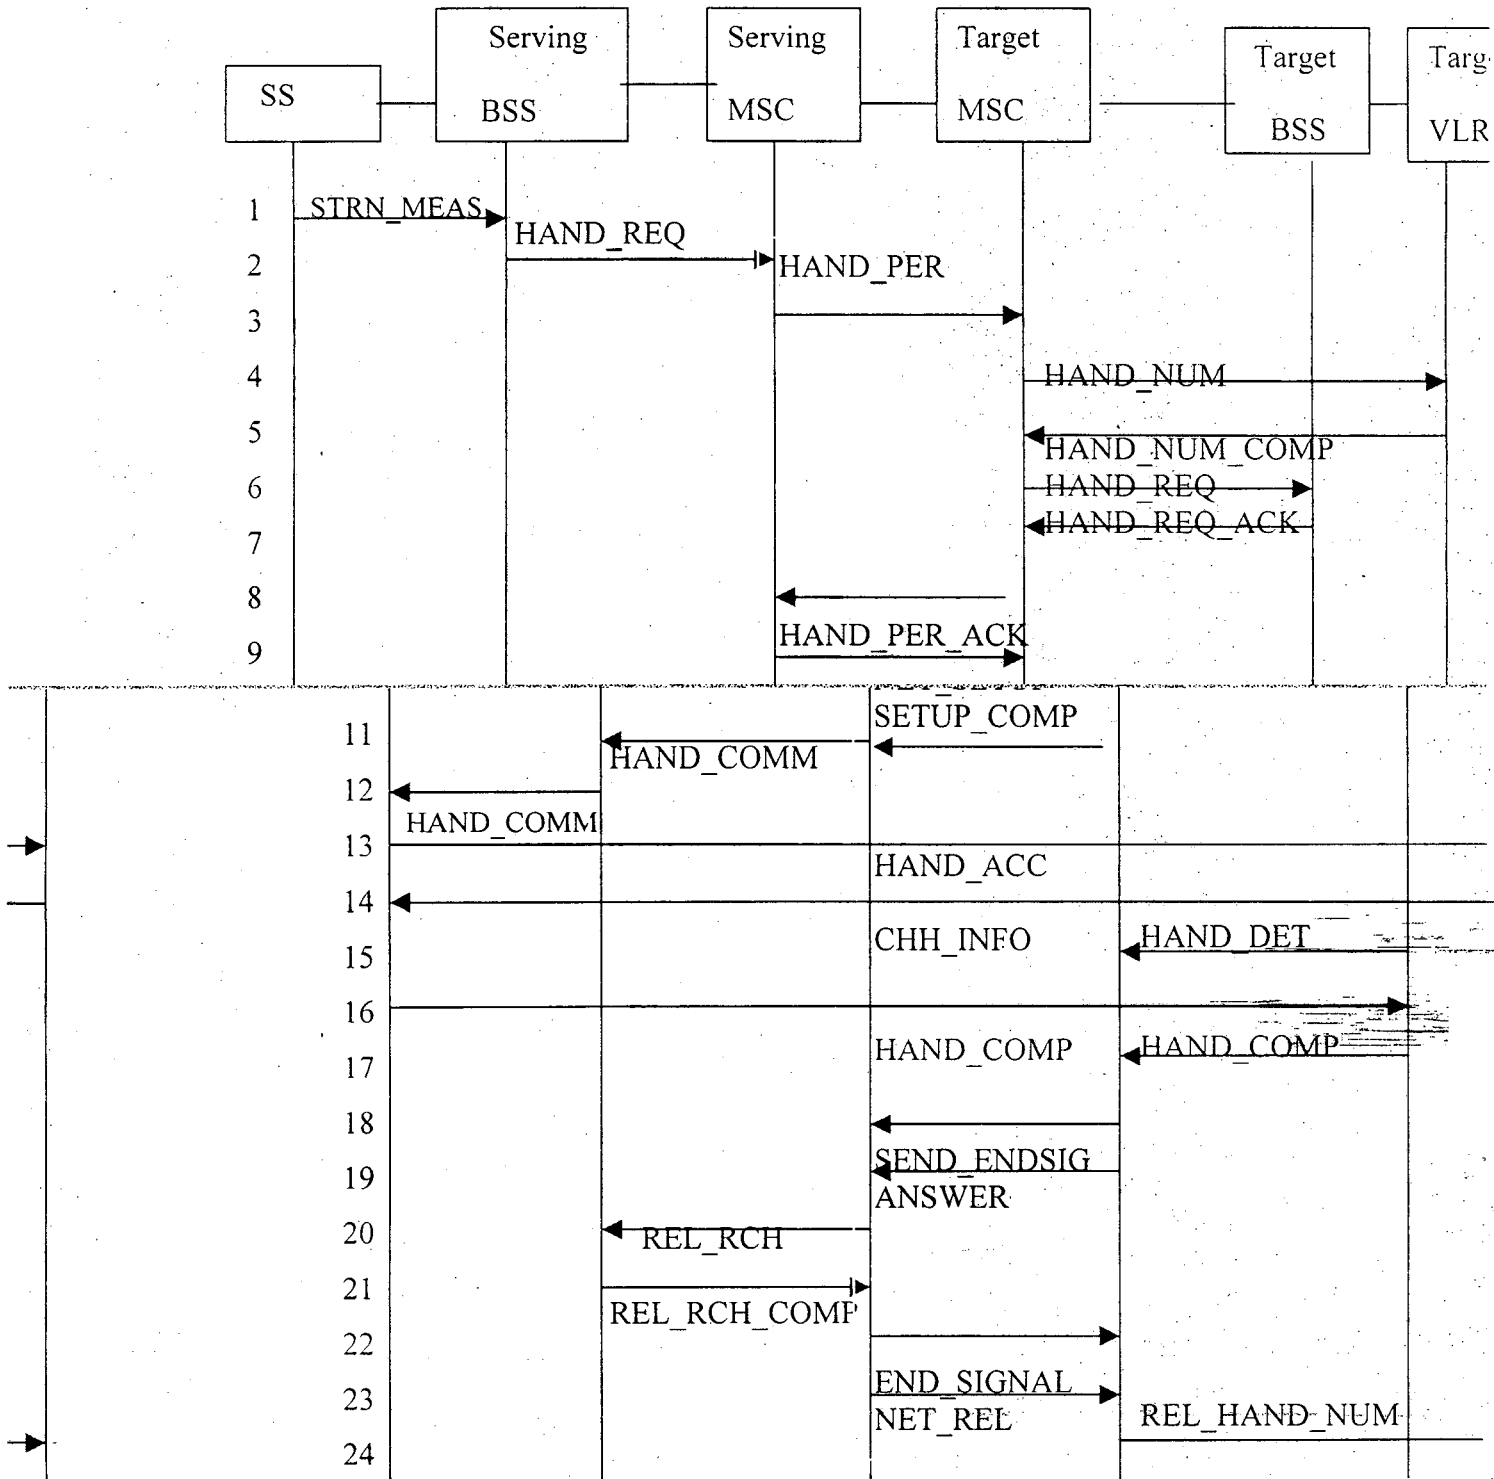 SS
Serving
BSS
Serving
MSC
Target
MSC
Target
BSS
Targ
VLR
1 STRN_MEAS
HAND_REQ
2 HAND_PER
3
4 HAND_NUM
5
HAND_NUM_COMP
6 HAND_REQ
7 HAND_REQ_ACK
8
HAND_PER_ACK
9
SETUP_COMP
11
HAND_COMM
12
HAND_COMM
13
HAND_ACC
14
CHH_INFO HAND_DET
15
16
HAND_COMP HAND_COMP
17
18
SEND_ENDSIG
19
ANSWER
20 REL_RCH
21
REL_RCH_COMP
22
END_SIGNAL
23
NET_REL REL_HAND_NUM
24